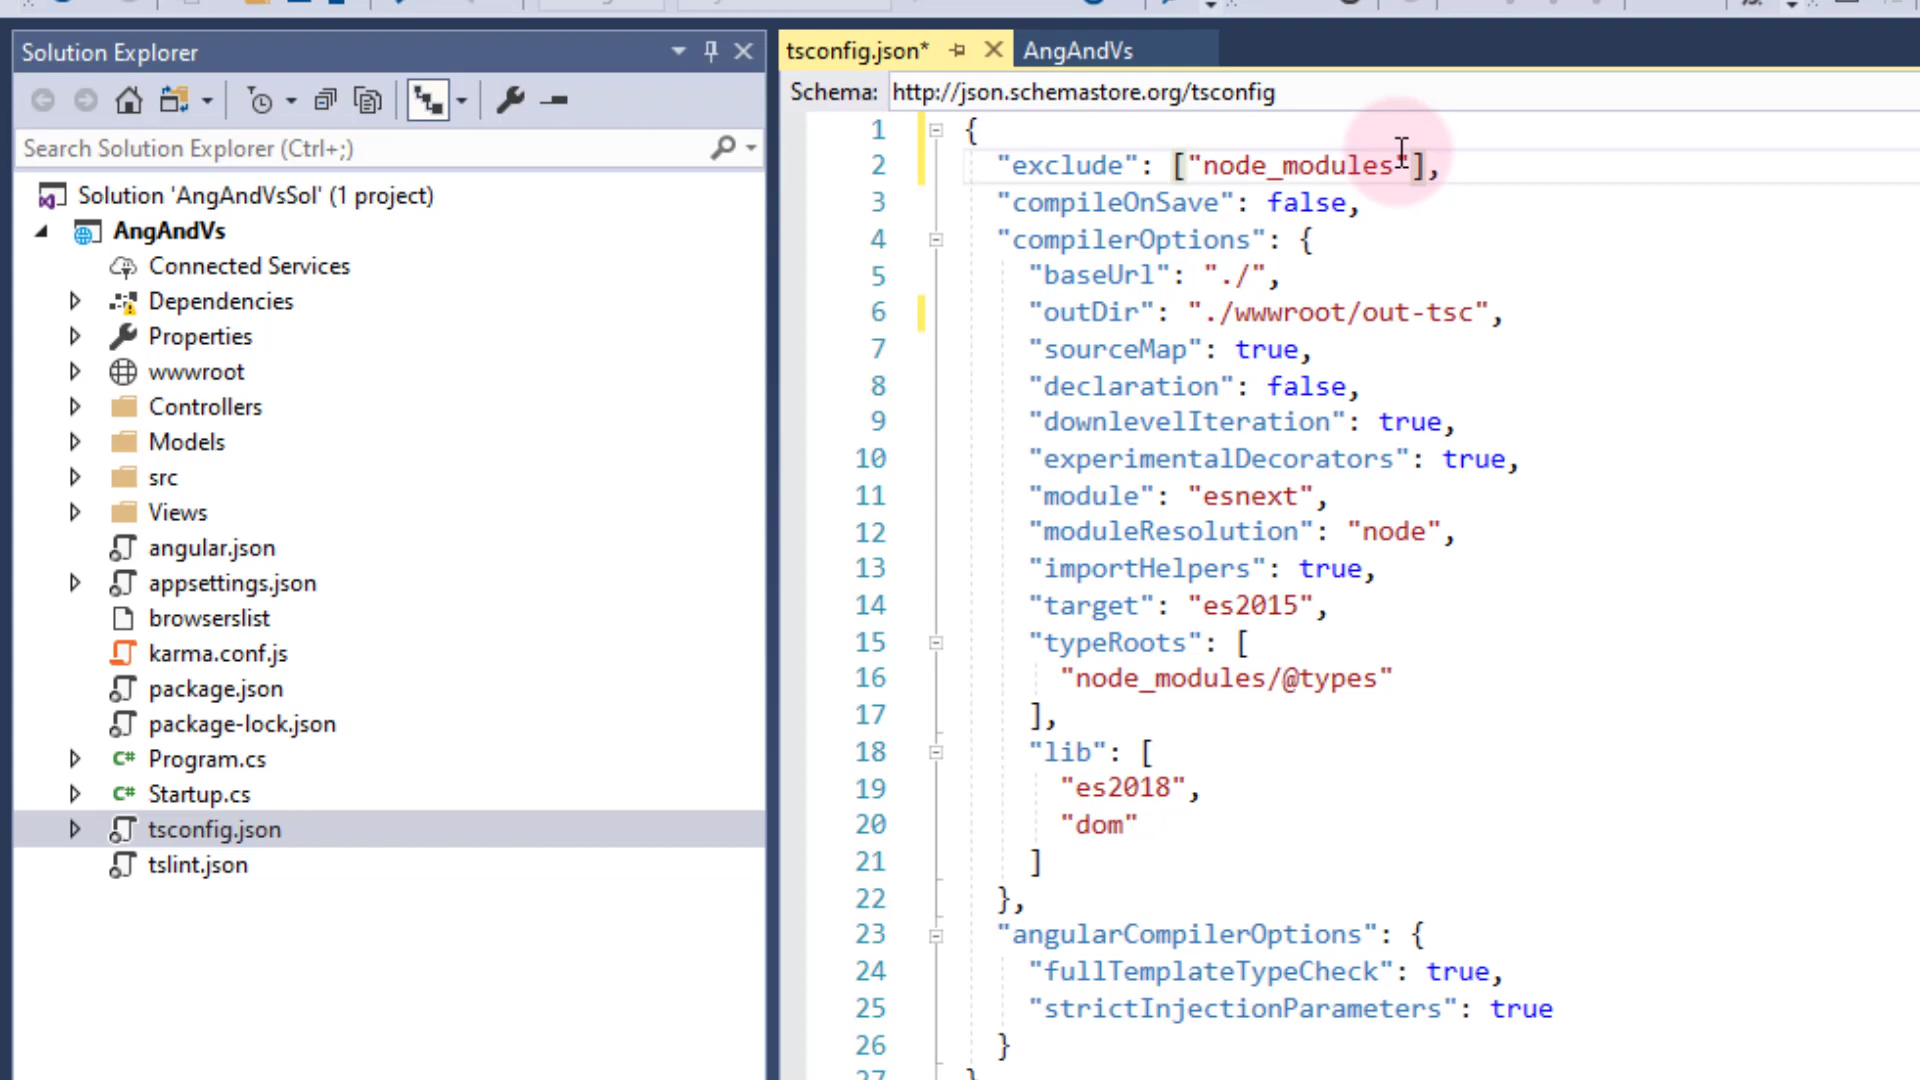 Solution Explorer
Search Solution Explorer (Ctrl+;)
Solution 'AngAndVsSol' (1 project)
AngAndVs
Connected Services
Dependencies
Properties
wwwroot
Controllers
Models
src
Views
angular.json
appsettings.json
browserslist
karma.conf.js
package.json
package-lock.json
C# Program.cs
C# Startup.cs
tsconfig.json
tslint.json
tsconfig.json* AngAndVs
Schema: http://json.schemastore.org/tsconfig
1 {
2 "exclude": ["node_modules"],
3 "compileOnSave": false,
4 "compilerOptions": {
5 "baseUrl": "./",
6 "outDir": "./wwwroot/out-tsc",
7 "sourceMap": true,
8 "declaration": false,
9 "downlevelIteration": true,
10 "experimentalDecorators": true,
11 "module": "esnext",
12 "moduleResolution": "node",
13 "importHelpers": true,
14 "target": "es2015",
15 "typeRoots": [
16 "node_modules/@types"
17 ],
18 "lib": [
19 "es2018",
20 "dom"
21 ]
22 },
23 "angularCompilerOptions": {
24 "fullTemplateTypeCheck": true,
25 "strictInjectionParameters": true
26 }
27 }